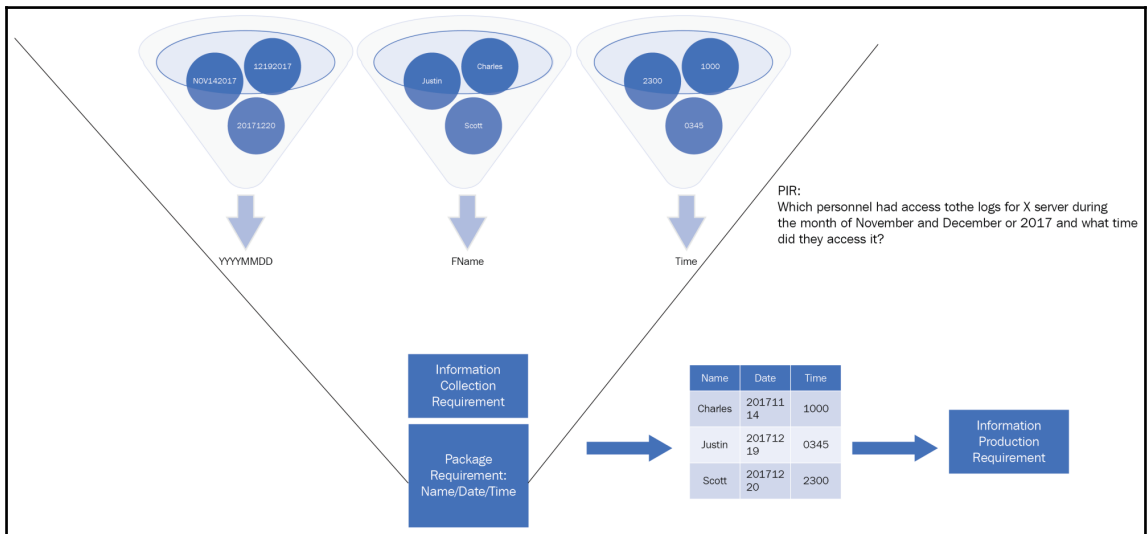 NOV142017
12192017
20171220
Justin
Charles
Scott
2300
1000
0345
YYYYMMDD
FName
Time
PIR:
Which personnel had access tothe logs for X server during
the month of November and December or 2017 and what time
did they access it?
Information
Collection
Requirement
Package
Requirement:
Name/Date/Time
Name Date Time
Charles 201711
14 1000
Justin 201712
19 0345
Scott 201712
20 2300
Information
Production
Requirement